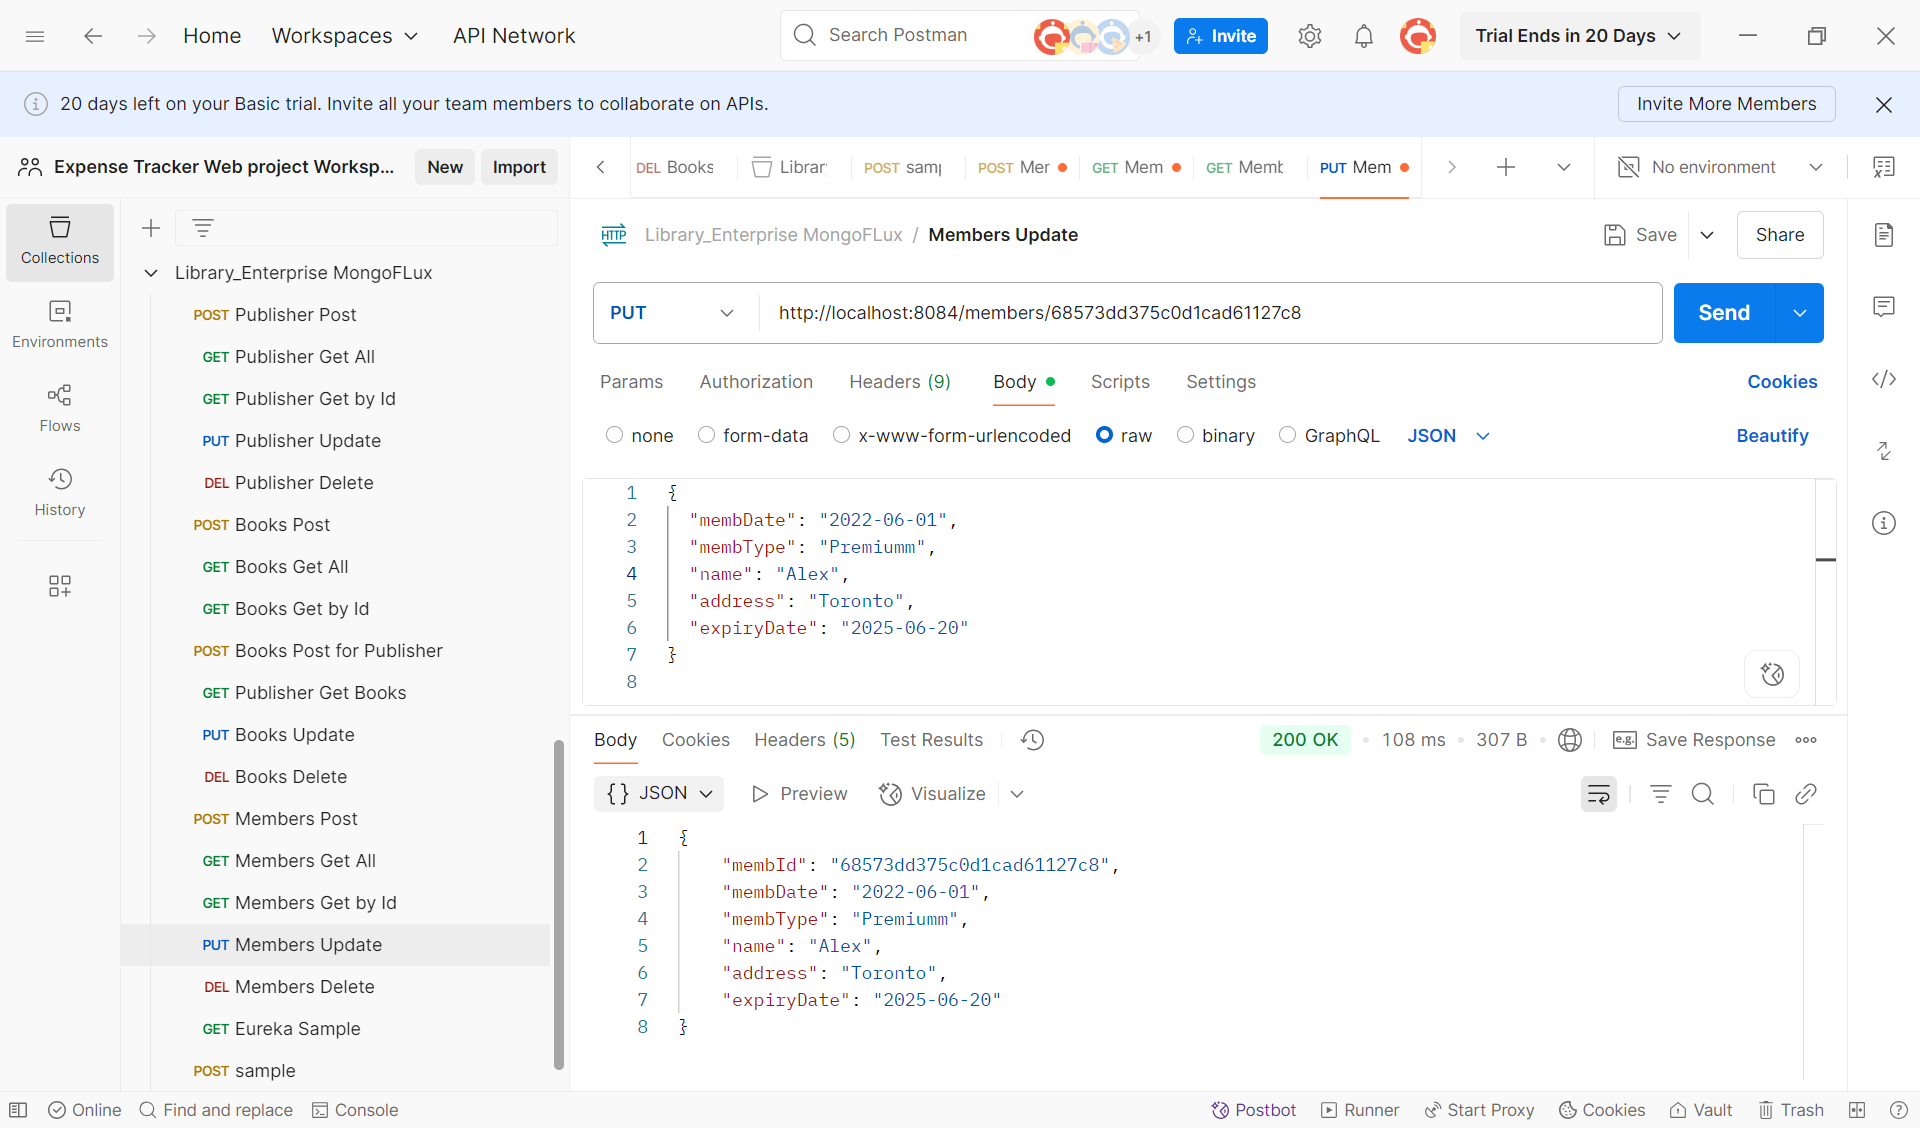 Home
Workspaces
API Network
Search Postman
+1
Invite
Trial Ends in 20 Days
20 days left on your Basic trial. Invite all your team members to collaborate on APIs.
Invite More Members
Expense Tracker Web project Worksp...
New
Import
DEL Books
Library
POST samp
POST Mer
GET Mem
GET Memb
PUT Mem
No environment
Collections
Environments
Flows
History
Library_Enterprise MongoFLux
POST Publisher Post
GET Publisher Get All
GET Publisher Get by Id
PUT Publisher Update
DEL Publisher Delete
POST Books Post
GET Books Get All
GET Books Get by Id
POST Books Post for Publisher
GET Publisher Get Books
PUT Books Update
DEL Books Delete
POST Members Post
GET Members Get All
GET Members Get by Id
PUT Members Update
DEL Members Delete
GET Eureka Sample
POST sample
HTTP Library_Enterprise MongoFLux / Members Update
Save
Share
PUT
http://localhost:8084/members/68573dd375c0d1cad61127c8
Send
Params
Authorization
Headers (9)
Body
Scripts
Settings
Cookies
none
form-data
x-www-form-urlencoded
raw
binary
GraphQL
JSON
Beautify
1 {
2 "membDate": "2022-06-01",
3 "membType": "Premiumm",
4 "name": "Alex",
5 "address": "Toronto",
6 "expiryDate": "2025-06-20"
7 }
8
Body
Cookies
Headers (5)
Test Results
200 OK
108 ms
307 B
e.g. Save Response
{} JSON
Preview
Visualize
1 {
2 "membId": "68573dd375c0d1cad61127c8",
3 "membDate": "2022-06-01",
4 "membType": "Premiumm",
5 "name": "Alex",
6 "address": "Toronto",
7 "expiryDate": "2025-06-20"
8 }
Online
Find and replace
Console
Postbot
Runner
Start Proxy
Cookies
Vault
Trash